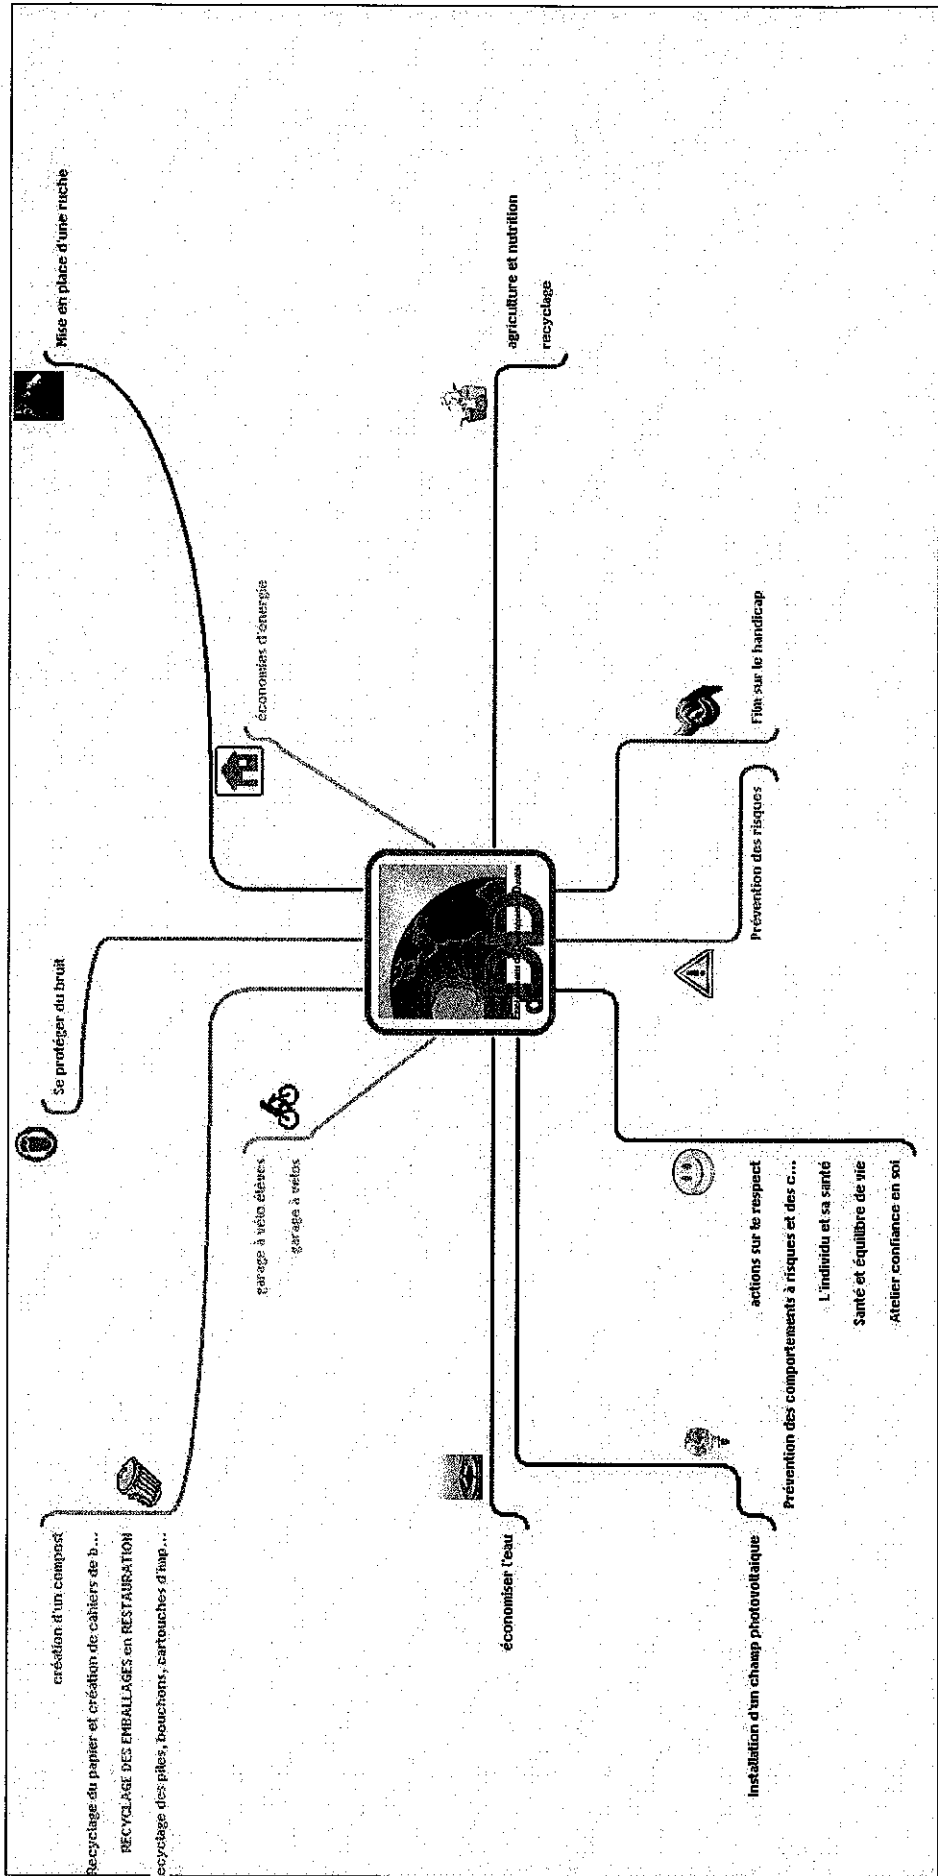 création d'un compost
Recyclage du papier et création de cahiers de b...
RECYCLAGE DES EMBALLAGES en RESTAURATION
ecyclage des piles, bouchons, cartouches d'imp...
Se protéger du bruit
Mise en place d'une ruche
garage à vélo élèves
garage à vélos
économies d'énergie
économiser l'eau
agriculture et nutrition
recyclage
Installation d'un champ photovoltaïque
actions sur le respect
Prévention des comportements à risques et des c...
L'individu et sa santé
Santé et équilibre de vie
Atelier confiance en soi
Prévention des risques
Film sur le handicap